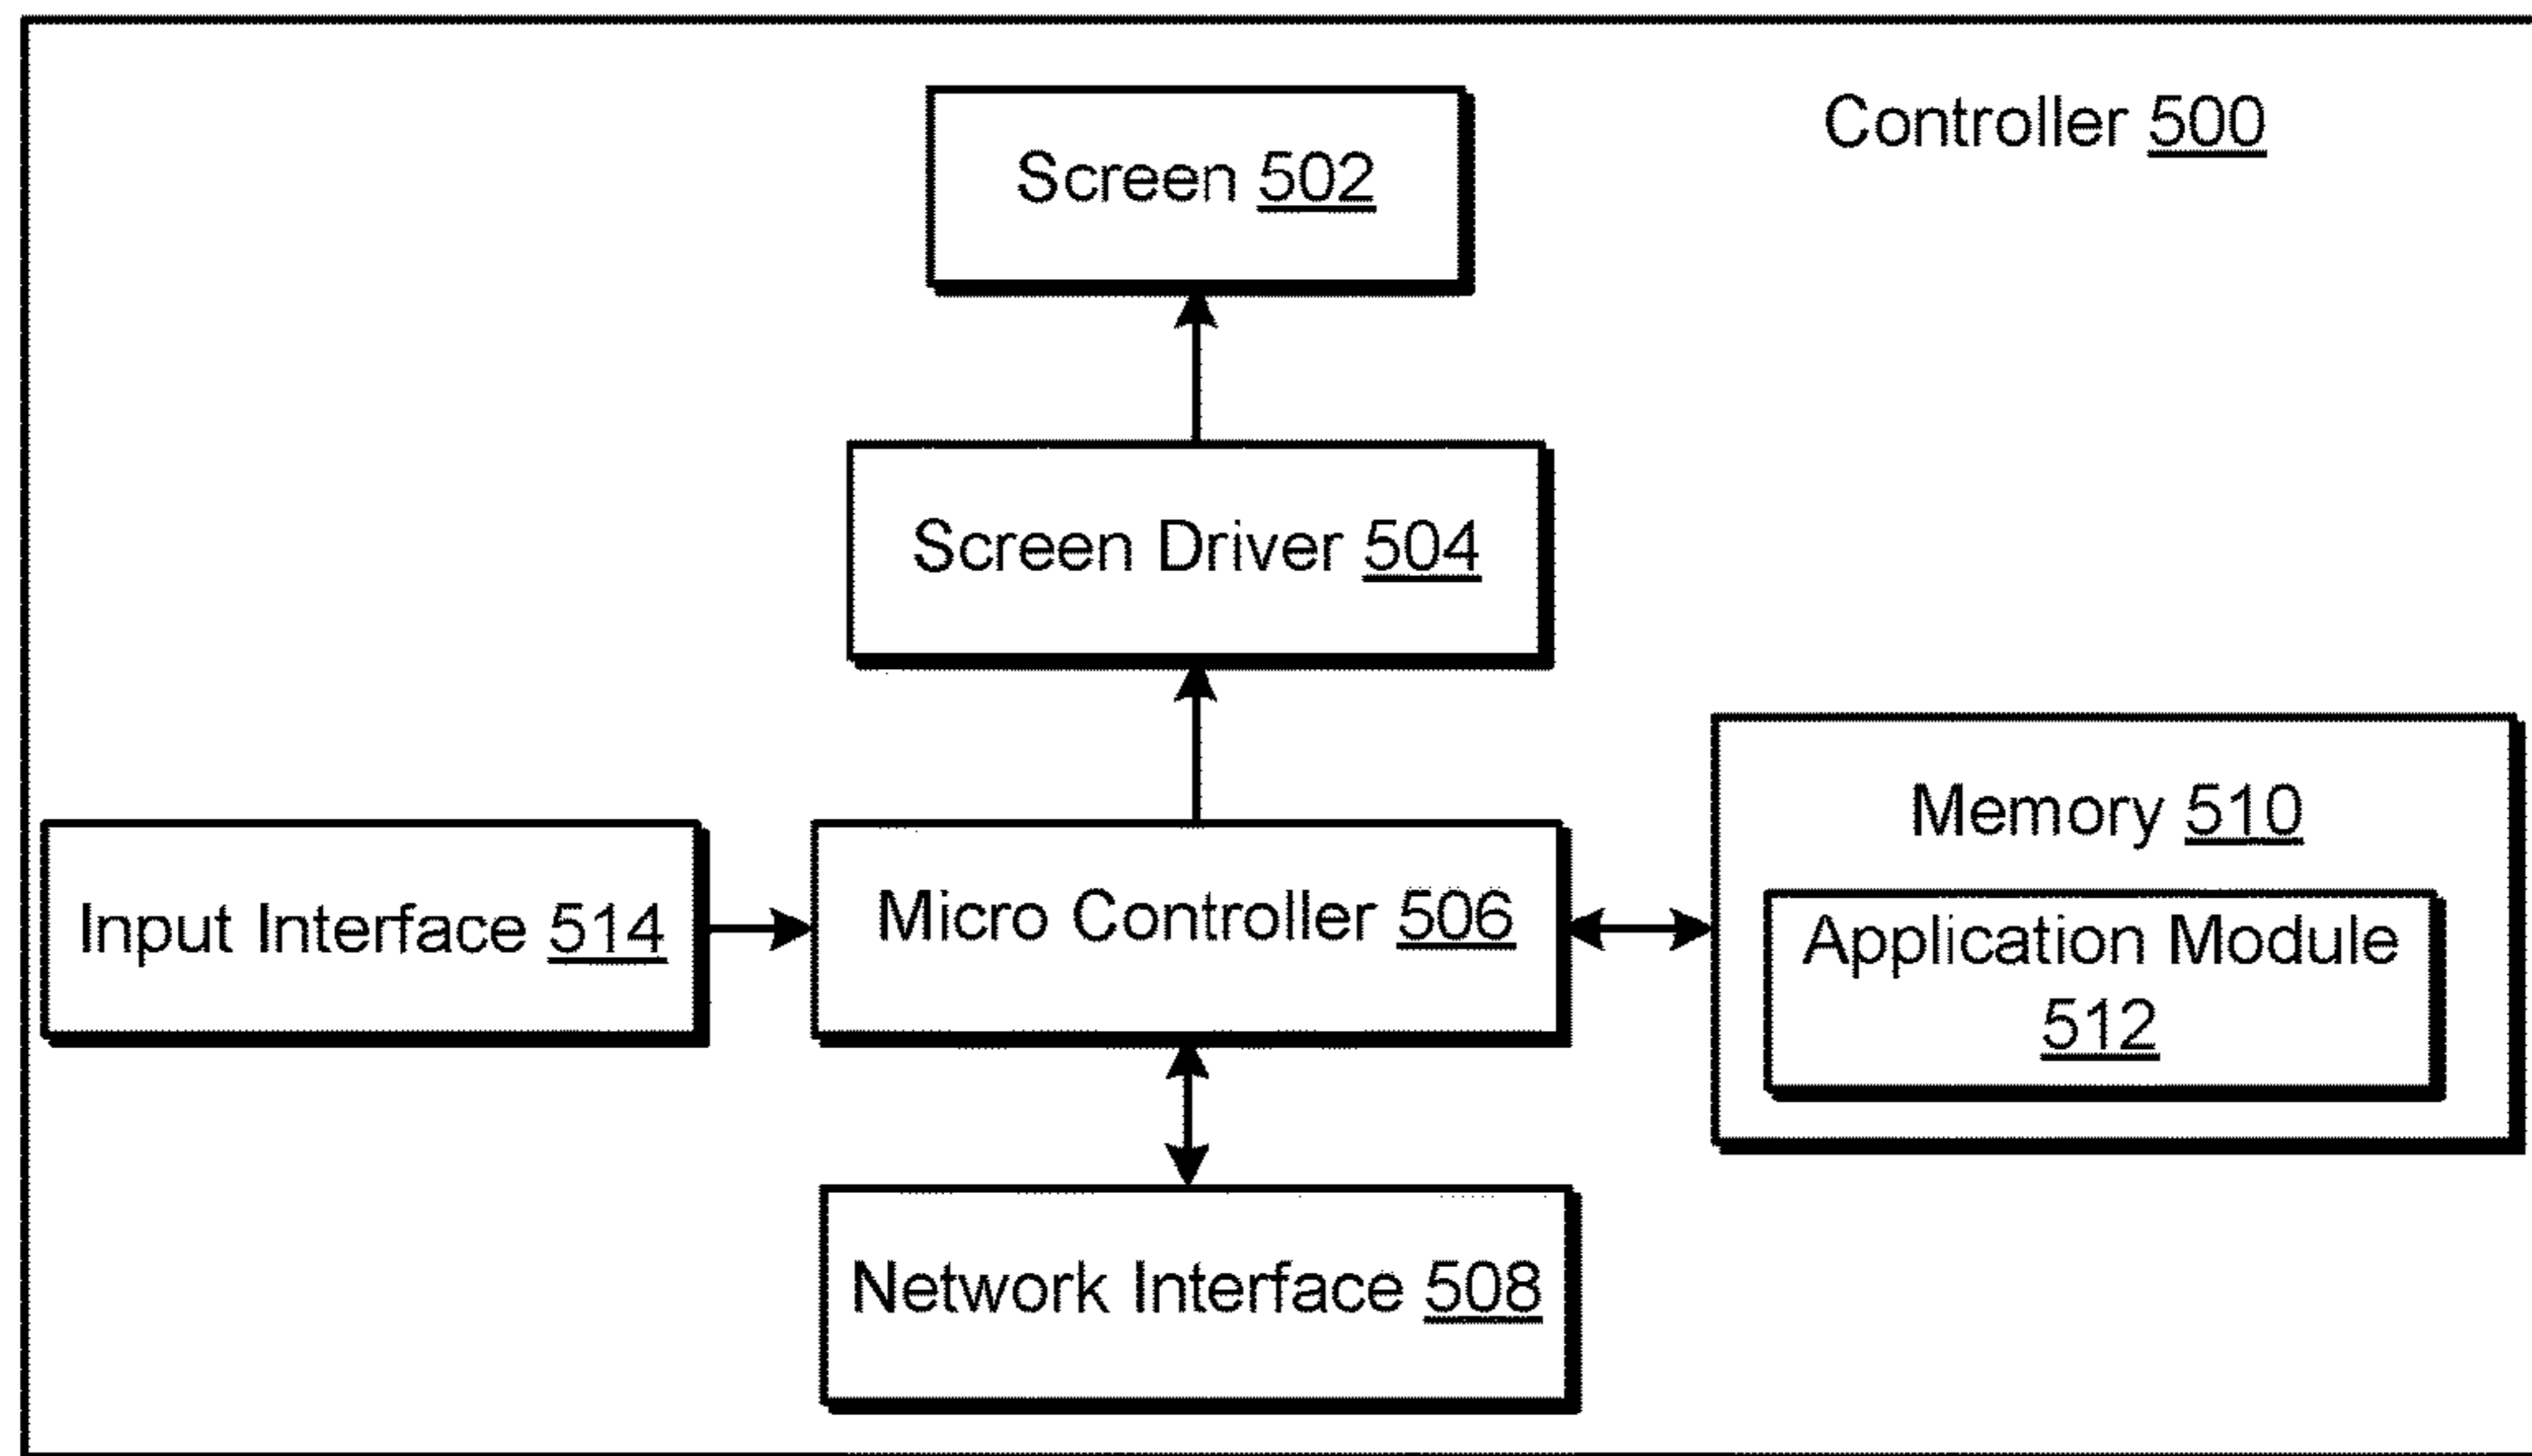 Controller 500
Screen 502
Screen Driver 504
Memory 510
Input Interface 514
Micro Controller 506
Application Module
512
Network Interface 508